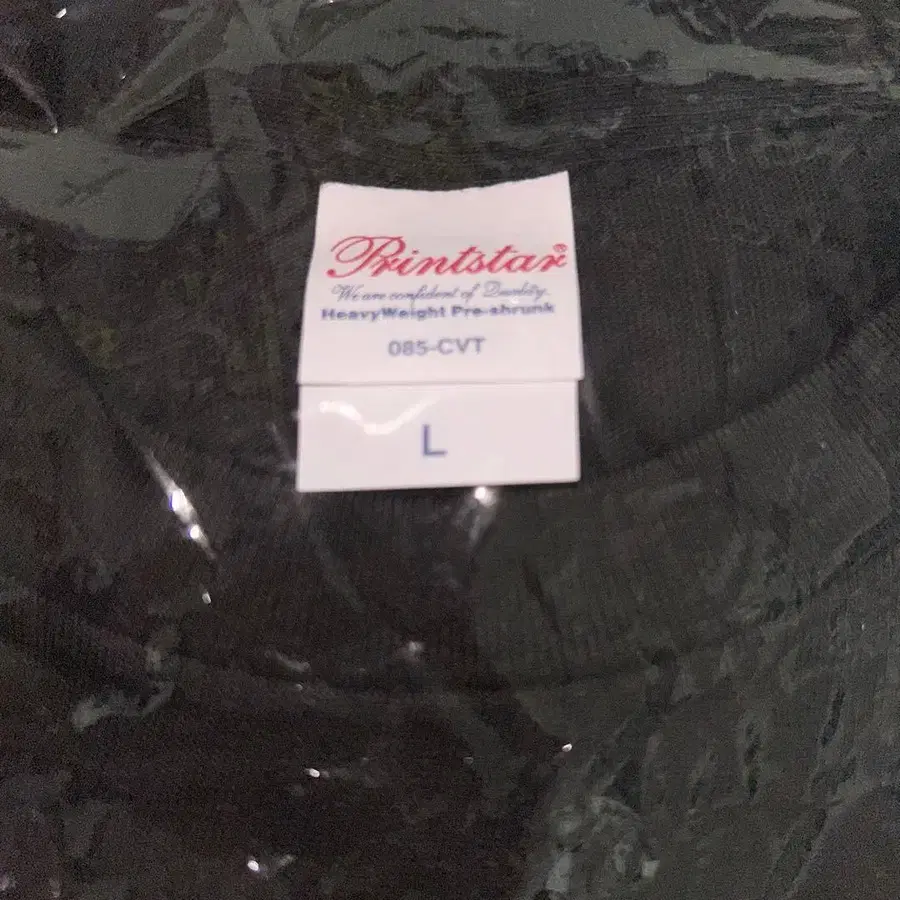 Printstar®
We are confident of Quality.
HeavyWeight Pre-shrunk
085-CVT
L